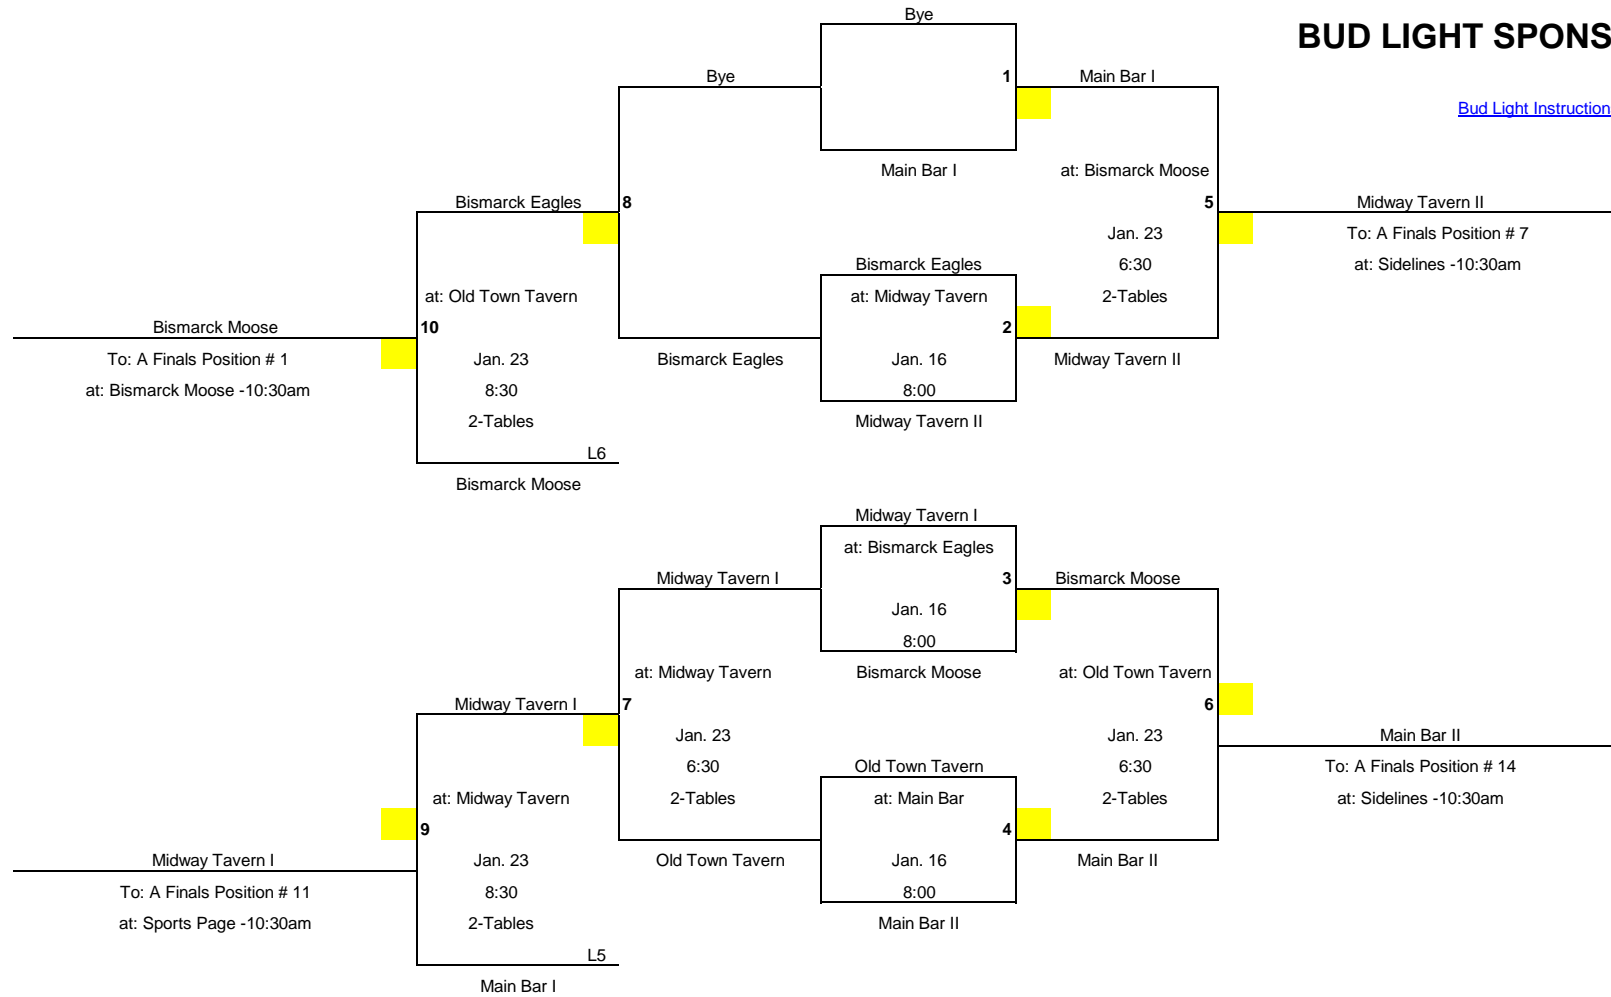 Bye
BUD LIGHT SPONS
Bye
1
Main Bar I
Bud Light Instruction
Main Bar I
at: Bismarck Moose
Bismarck Eagles
8
5
Midway Tavern II
Jan. 23
To: A Finals Position # 7
Bismarck Eagles
6:30
at: Sidelines -10:30am
at: Old Town Tavern
at: Midway Tavern
2-Tables
Bismarck Moose
10
2
To: A Finals Position # 1
Jan. 23
Bismarck Eagles
Jan. 16
Midway Tavern II
at: Bismarck Moose -10:30am
8:30
8:00
2-Tables
Midway Tavern II
L6
Bismarck Moose
Midway Tavern I
at: Bismarck Eagles
Midway Tavern I
3
Bismarck Moose
Jan. 16
8:00
at: Midway Tavern
Bismarck Moose
at: Old Town Tavern
Midway Tavern I
7
6
Jan. 23
Jan. 23
Main Bar II
6:30
Old Town Tavern
6:30
To: A Finals Position # 14
at: Midway Tavern
2-Tables
at: Main Bar
2-Tables
at: Sidelines -10:30am
9
4
Midway Tavern I
Jan. 23
Old Town Tavern
Jan. 16
Main Bar II
To: A Finals Position # 11
8:30
8:00
at: Sports Page -10:30am
2-Tables
Main Bar II
L5
Main Bar I